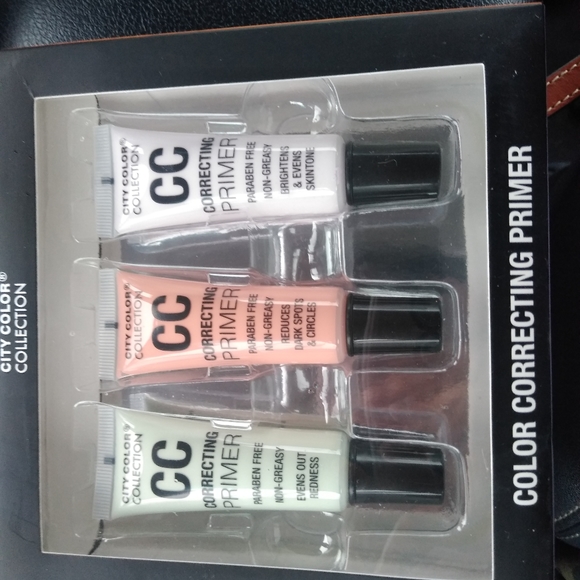 CITY COLOR®
COLLECTION
CITY COLOR®
COLLECTION
CC
CORRECTING
PRIMER
PARABEN FREE
NON-GREASY
BRIGHTENS
& EVENS
SKINTONE
CITY COLOR®
COLLECTION
CC
CORRECTING
PRIMER
PARABEN FREE
NON-GREASY
REDUCES
DARK SPOTS
& CIRCLES
CITY COLOR®
COLLECTION
CC
CORRECTING
PRIMER
PARABEN FREE
NON-GREASY
EVENS OUT
REDNESS
COLOR CORRECTING PRIMER